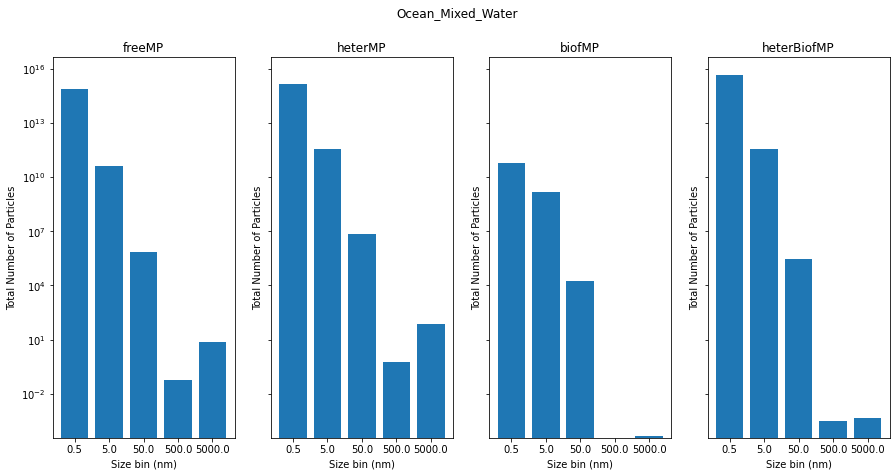 Ocean_Mixed_Water
freeMP
Total Number of Particles
10^16
10^13
10^10
10^7
10^4
10^1
10^−2
0.5 5.0 50.0 500.0 5000.0
Size bin (nm)
heterMP
Total Number of Particles
0.5 5.0 50.0 500.0 5000.0
Size bin (nm)
biofMP
Total Number of Particles
0.5 5.0 50.0 500.0 5000.0
Size bin (nm)
heterBiofMP
Total Number of Particles
0.5 5.0 50.0 500.0 5000.0
Size bin (nm)